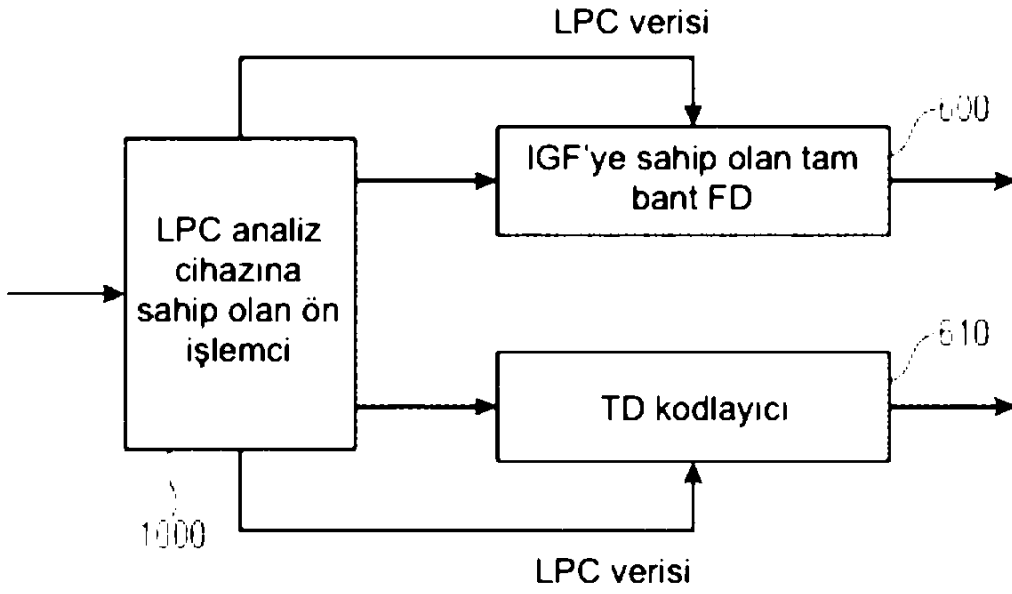 LPC verisi
600
IGF'ye sahip olan tam
bant FD
LPC analiz
cihazına
sahip olan ön
işlemci
610
TD kodlayıcı
1000
LPC verisi